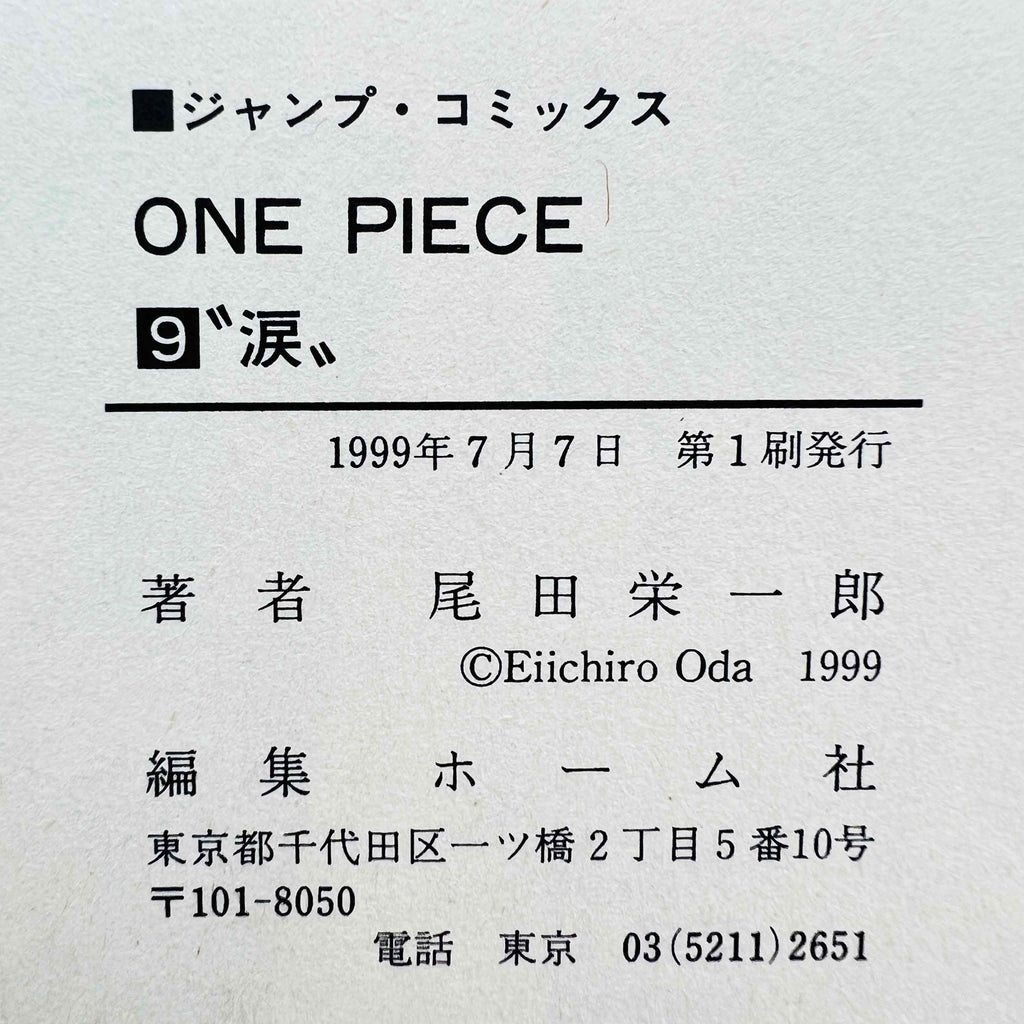 ■ジャンプ・コミックス
ONE PIECE
9〝涙〟
1999年7月7日　第1刷発行
著者　尾田栄一郎
©Eiichiro Oda　1999
編集　ホーム社
東京都千代田区一ツ橋2丁目5番10号
〒101-8050
電話　東京　03(5211)2651